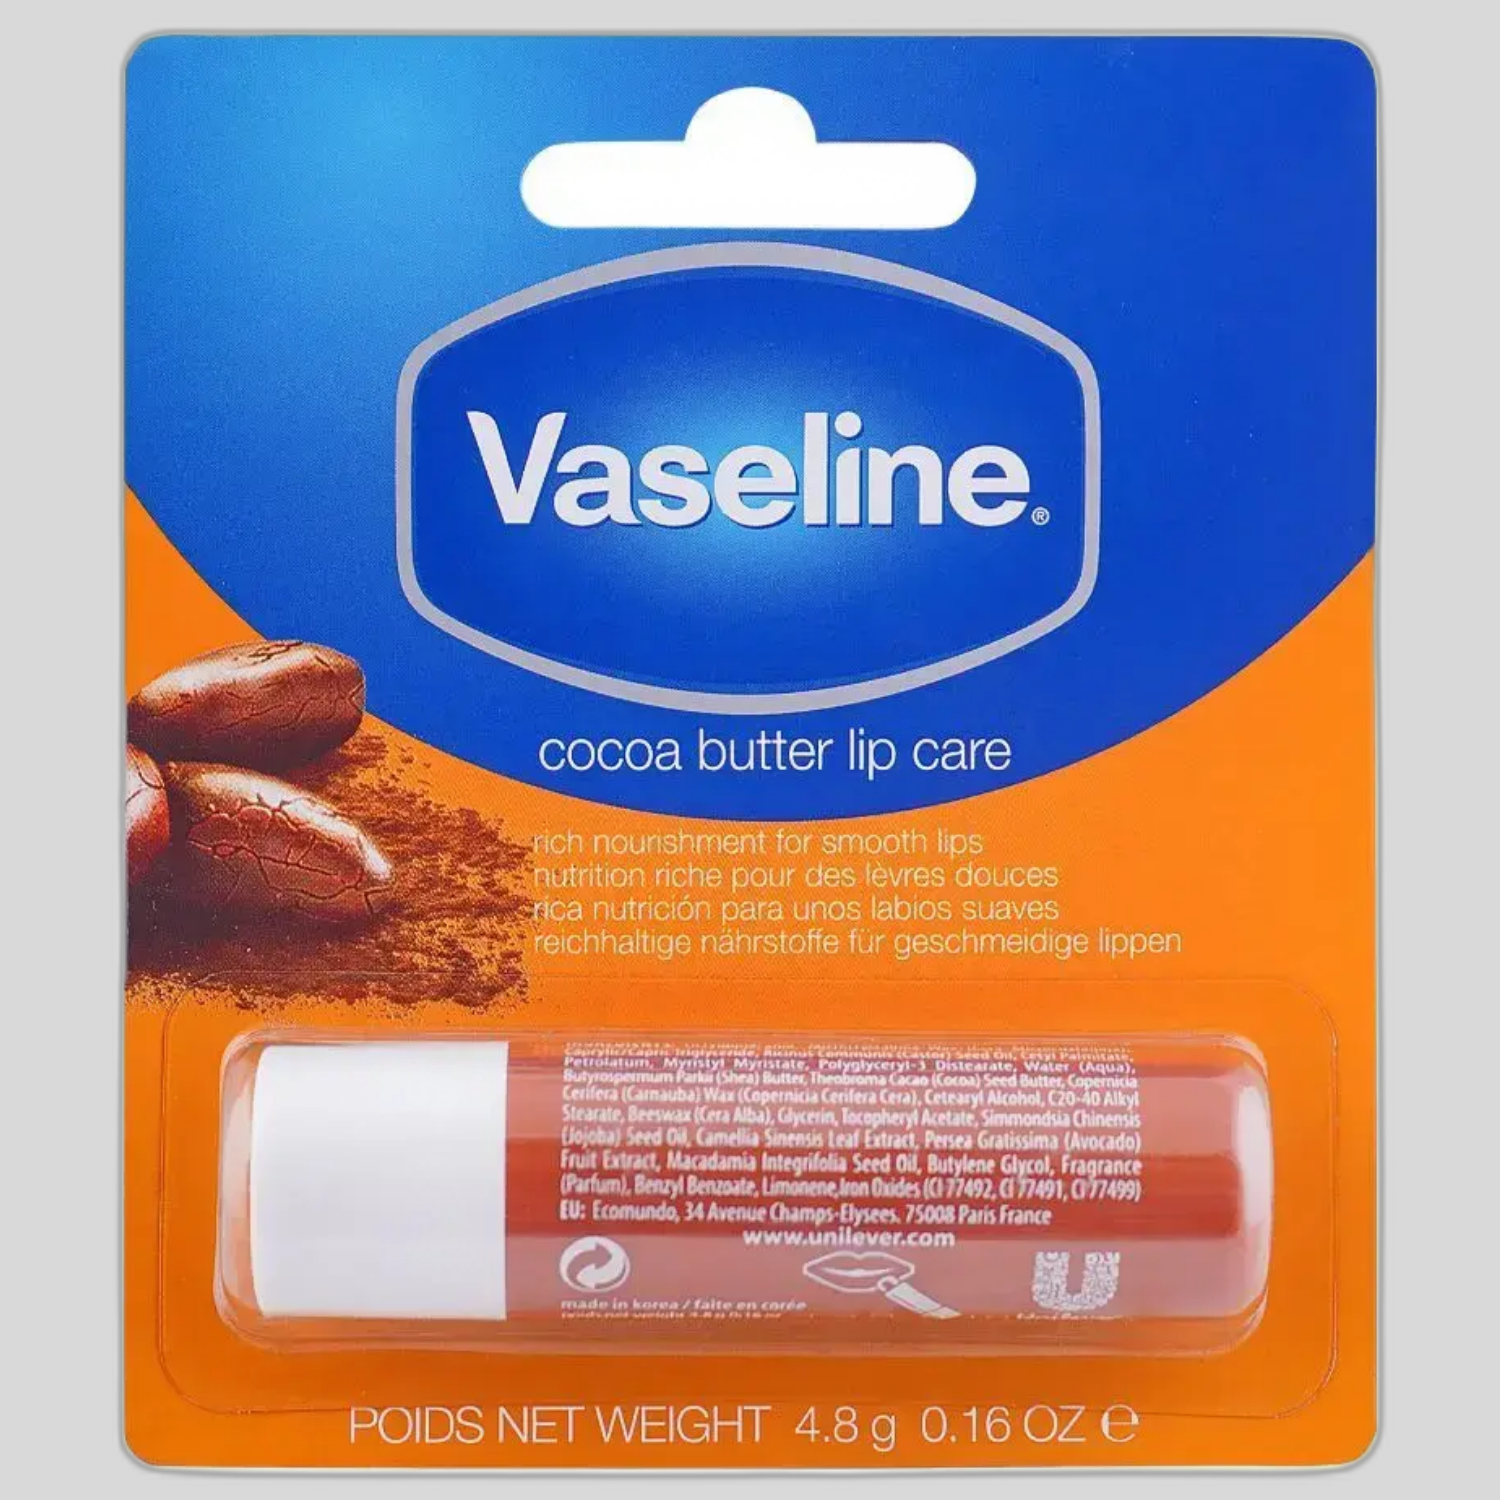 Vaseline®
cocoa butter lip care
rich nourishment for smooth lips
nutrition riche pour des lèvres douces
rica nutrición para unos labios suaves
reichhaltige nährstoffe für geschmeidige lippen
Caprylic/Capric Triglyceride, Ricinus Communis (Castor) Seed Oil, Cetyl Palmitate,
Petrolatum, Myristyl Myristate, Polyglyceryl-3 Distearate, Water (Aqua),
Butyrospermum Parkii (Shea) Butter, Theobroma Cacao (Cocoa) Seed Butter, Copernicia
Cerifera (Carnauba) Wax (Copernicia Cerifera Cera), Cetearyl Alcohol, C20-40 Alkyl
Stearate, Beeswax (Cera Alba), Glycerin, Tocopheryl Acetate, Simmondsia Chinensis
(Jojoba) Seed Oil, Camellia Sinensis Leaf Extract, Persea Gratissima (Avocado)
Fruit Extract, Macadamia Integrifolia Seed Oil, Butylene Glycol, Fragrance
(Parfum), Benzyl Benzoate, Limonene,Iron Oxides (CI 77492, CI 77491, CI 77499)
EU: Ecomundo, 34 Avenue Champs-Elysees, 75008 Paris France
www.unilever.com
made in korea / faite en corée
POIDS NET WEIGHT 4.8 g 0.16 OZ ℮